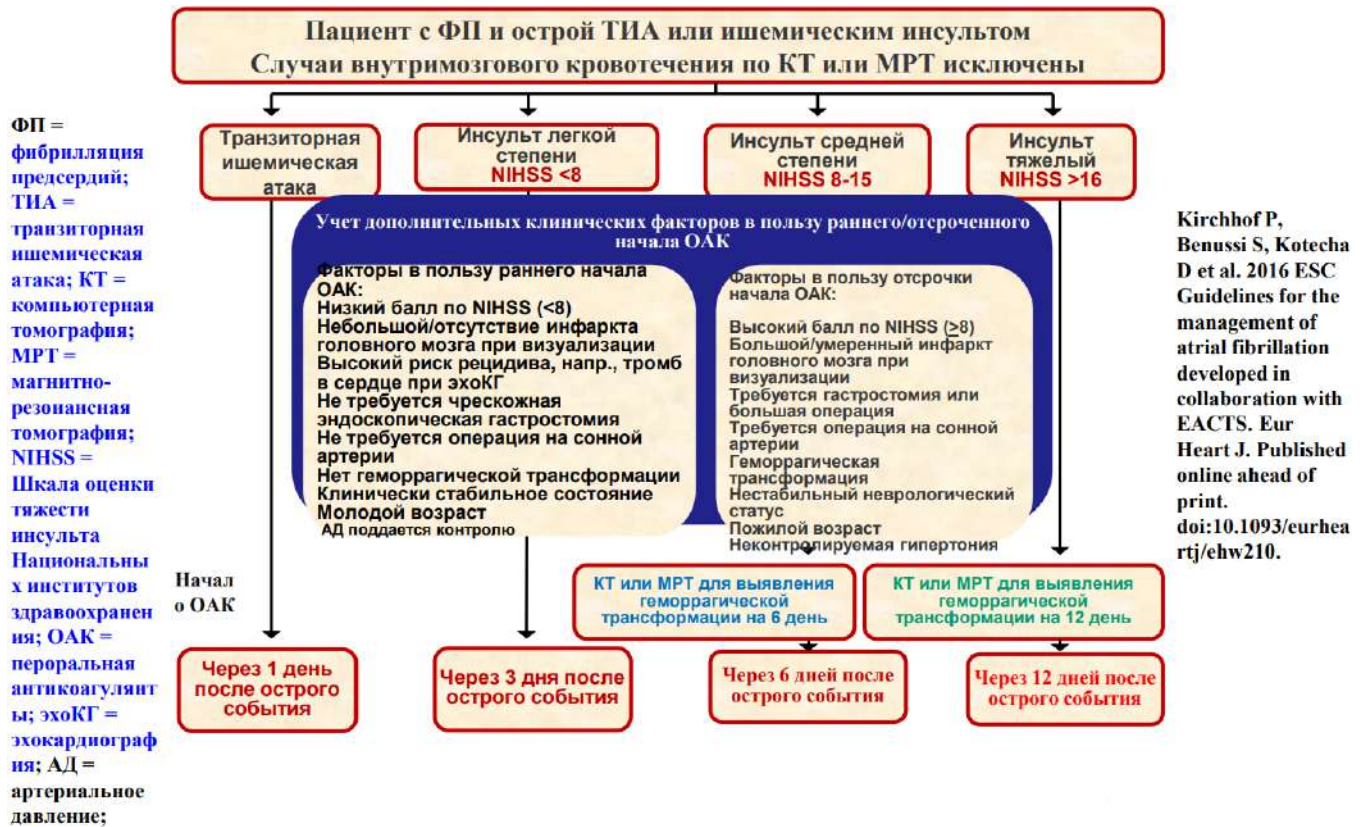 Пациент с ФП и острой ТИА или ишемическим инсультом
Случаи внутримозгового кровотечения по КТ или МРТ исключены
ФП =
фибрилляция
предсердий;
ТИА =
транзиторная
ишемическая
атака; КТ =
компьютерная
томография;
МРТ =
магнитно-
резонансная
томография;
NIHSS =
Шкала оценки
тяжести
инсульта
Национальны
х институтов
здравоохранен
ия; ОАК =
пероральная
антикоагулянт
ы; эхоКГ =
эхокардиограф
ия; АД =
артериальное
давление;
Транзиторная
ишемическая
атака
Инсульт легкой
степени
NIHSS <8
Инсульт средней
степени
NIHSS 8-15
Инсульт
тяжелый
NIHSS >16
Учет дополнительных клинических факторов в пользу раннего/отсроченного
начала ОАК
Факторы в пользу раннего начала
ОАК:
Низкий балл по NIHSS (<8)
Небольшой/отсутствие инфаркта
головного мозга при визуализации
Высокий риск рецидива, напр., тромб
в сердце при эхоКГ
Не требуется чрескожная
эндоскопическая гастростомия
Не требуется операция на сонной
артерии
Нет геморрагической трансформации
Клинически стабильное состояние
Молодой возраст
АД поддается контролю
Факторы в пользу отсрочки
начала ОАК:
Высокий балл по NIHSS (≥8)
Большой/умеренный инфаркт
головного мозга при
визуализации
Требуется гастростомия или
большая операция
Требуется операция на сонной
артерии
Геморрагическая
трансформация
Нестабильный неврологический
статус
Пожилой возраст
Неконтролируемая гипертония
Kirchhof P,
Benussi S, Kotecha
D et al. 2016 ESC
Guidelines for the
management of
atrial fibrillation
developed in
collaboration with
EACTS. Eur
Heart J. Published
online ahead of
print.
doi:10.1093/eurhea
rtj/ehw210.
Начал
о ОАК
КТ или МРТ для выявления
геморрагической
трансформации на 6 день
КТ или МРТ для выявления
геморрагической
трансформации на 12 день
Через 1 день
после острого
события
Через 3 дня после
острого события
Через 6 дней после
острого события
Через 12 дней после
острого события